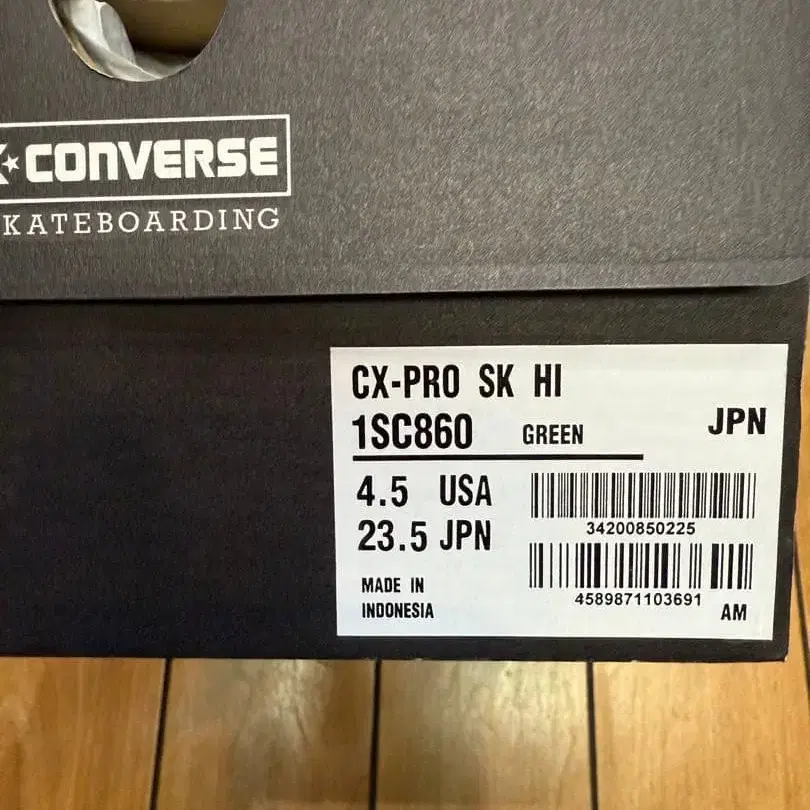 CONVERSE
KATEBOARDING
CX-PRO SK HI
1SC860 GREEN JPN
4.5 USA
34200850225
23.5 JPN
4589871103691
MADE IN
INDONESIA
AM